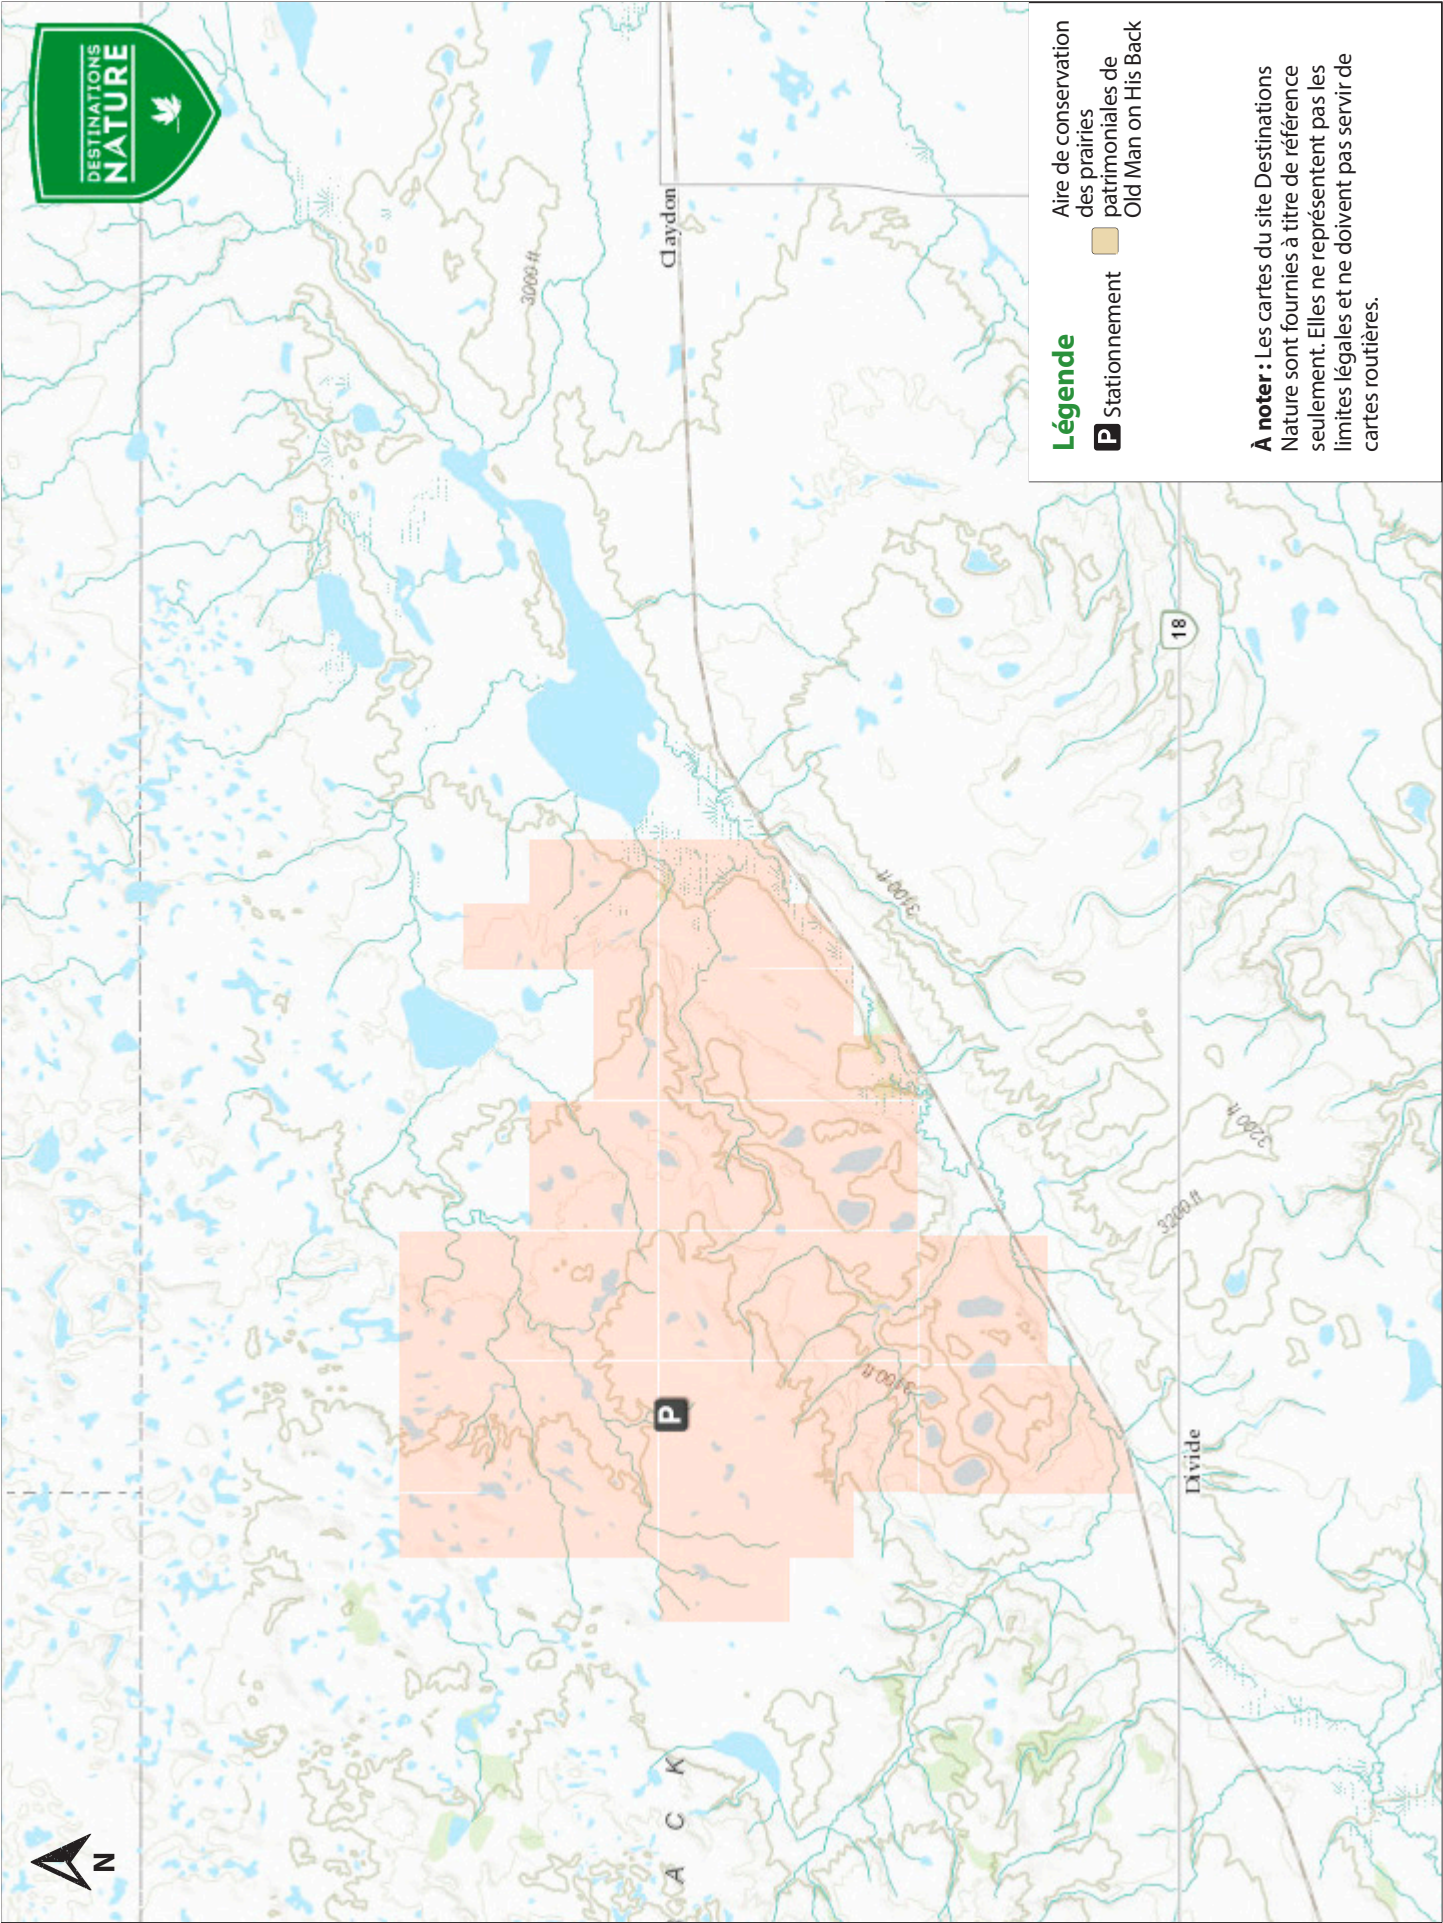 DESTINATIONS
NATURE
N
3000 ft
Claydon
3100 ft
3100 ft
3200 ft
3200 ft
18
Divide
A C K
Légende
P Stationnement
Aire de conservation
des prairies
patrimoniales de
Old Man on His Back
À noter : Les cartes du site Destinations
Nature sont fournies à titre de référence
seulement. Elles ne représentent pas les
limites légales et ne doivent pas servir de
cartes routières.
P